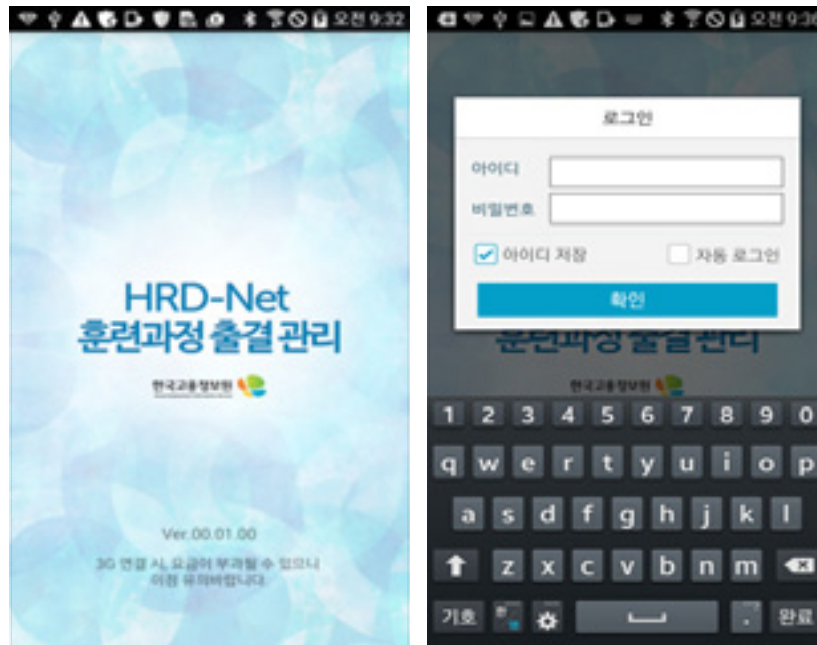 오전 9:32
HRD-Net
훈련과정 출결 관리
한국고용정보원
Ver.00.01.00
3G 연결 시, 요금이 부과될 수 있으니
이점 유의바랍니다.
오전 9:36
로그인
아이디
비밀번호
아이디 저장
자동 로그인
확인
훈련과정 출결 관리
한국고용정보원
1 2 3 4 5 6 7 8 9 0
q w e r t y u i o p
a s d f g h j k l
z x c v b n m
기호
한
.
완료